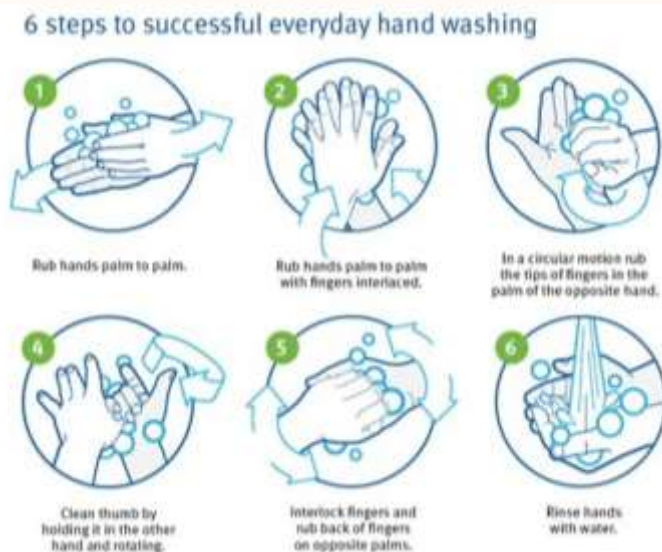 6 steps to successful everyday hand washing
1
2
3
Rub hands palm to palm.
Rub hands palm to palm
with fingers interlaced.
In a circular motion rub
the tips of fingers in the
palm of the opposite hand.
4
5
6
Clean thumb by
holding it in the other
hand and rotating.
Interlock fingers and
rub back of fingers
on opposite palms.
Rinse hands
with water.